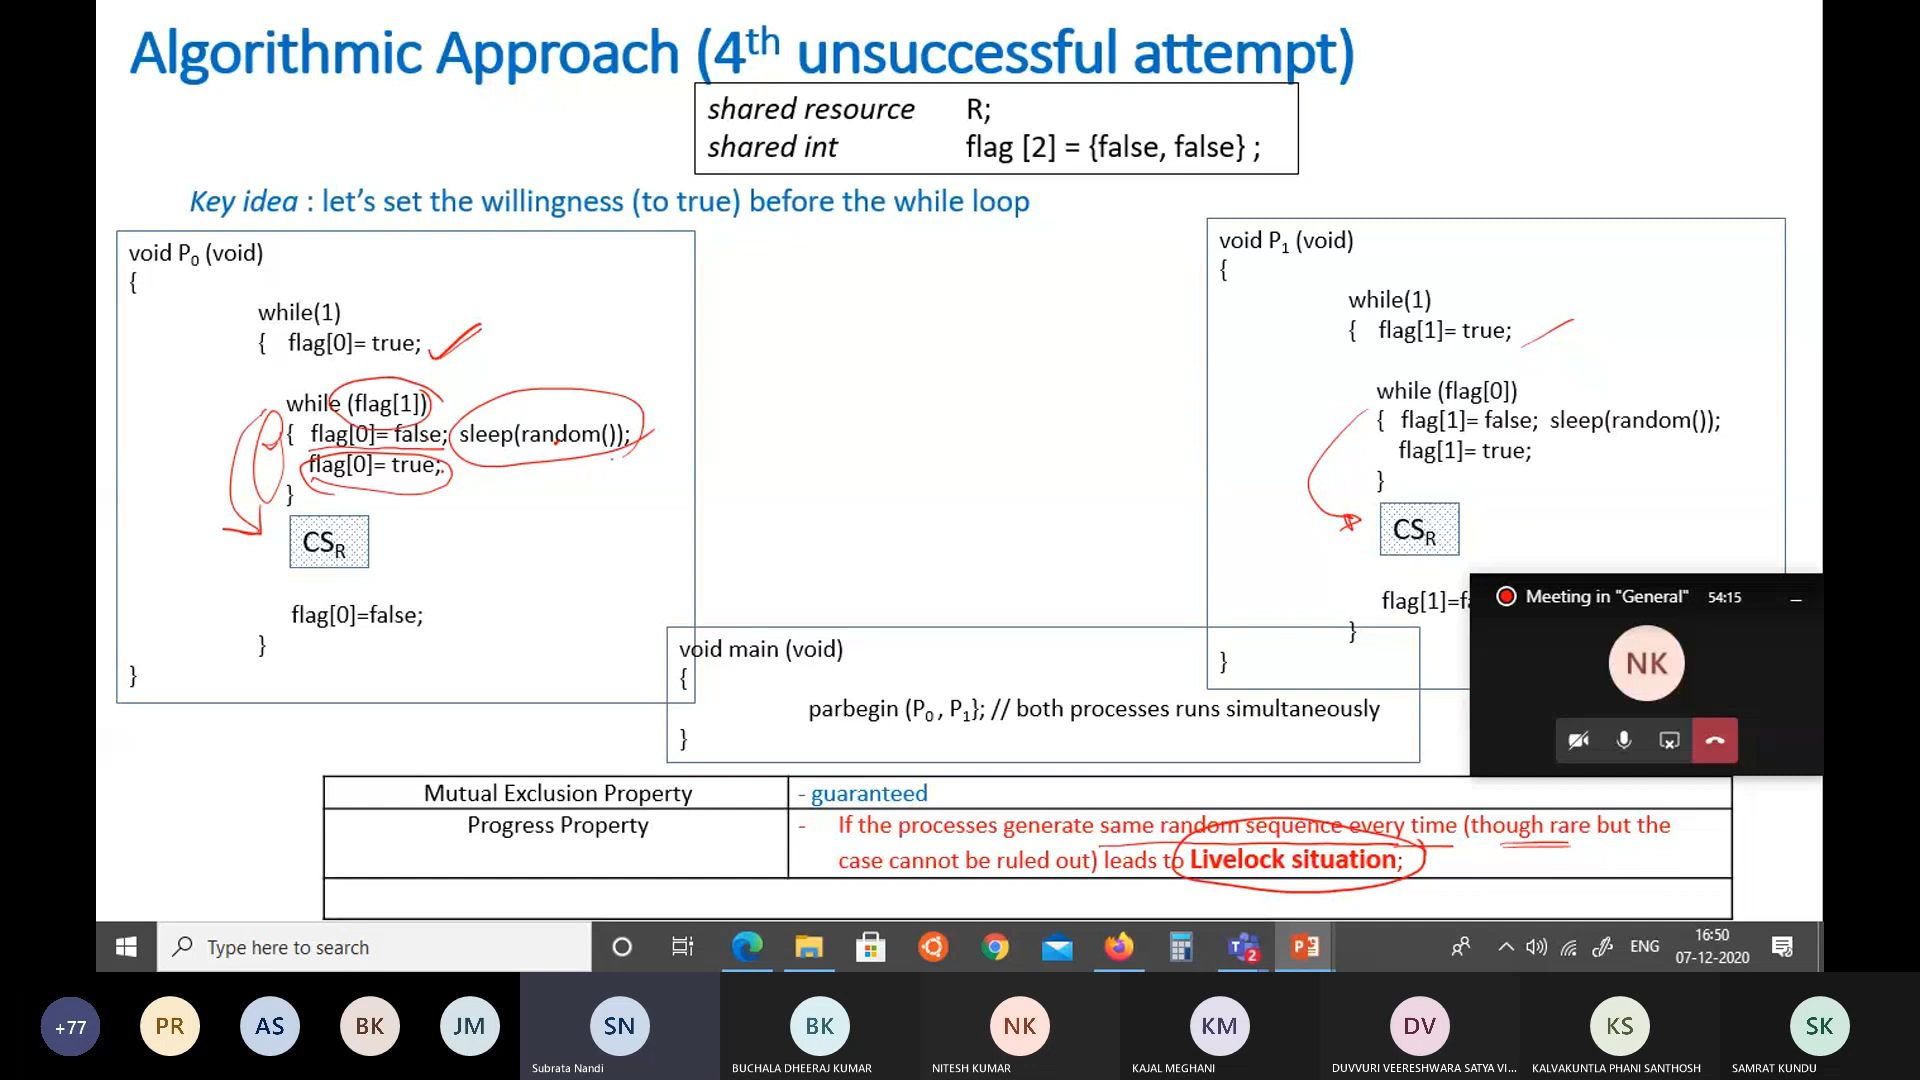 Algorithmic Approach (4th unsuccessful attempt)
shared resource R;
shared int flag [2] = {false, false} ;
Key idea : let's set the willingness (to true) before the while loop
void P0 (void)
{
while(1)
{ flag[0]= true;
while (flag[1])
{ flag[0]= false; sleep(random());
flag[0]= true;
}
CSR
flag[0]=false;
}
}
void P1 (void)
{
while(1)
{ flag[1]= true;
while (flag[0])
{ flag[1]= false; sleep(random());
flag[1]= true;
}
CSR
flag[1]=fa
}
}
void main (void)
{
parbegin (P0 , P1}; // both processes runs simultaneously
}
Meeting in "General" 54:15
NK
Mutual Exclusion Property - guaranteed
Progress Property - If the processes generate same random sequence every time (though rare but the
case cannot be ruled out) leads to Livelock situation;
Type here to search
2
ENG
16:50
07-12-2020
+77 PR AS BK JM SN BK NK KM DV KS SK
Subrata Nandi BUCHALA DHEERAJ KUMAR NITESH KUMAR KAJAL MEGHANI DUVVURI VEERESHWARA SATYA VI... KALVAKUNTLA PHANI SANTHOSH SAMRAT KUNDU